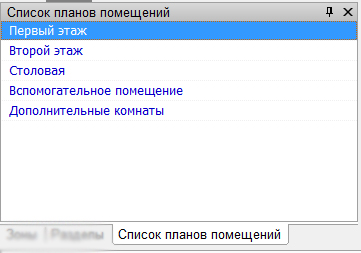 Список планов помещений
Первый этаж
Второй этаж
Столовая
Вспомогательное помещение
Дополнительные комнаты
Зоны Разделы Список планов помещений